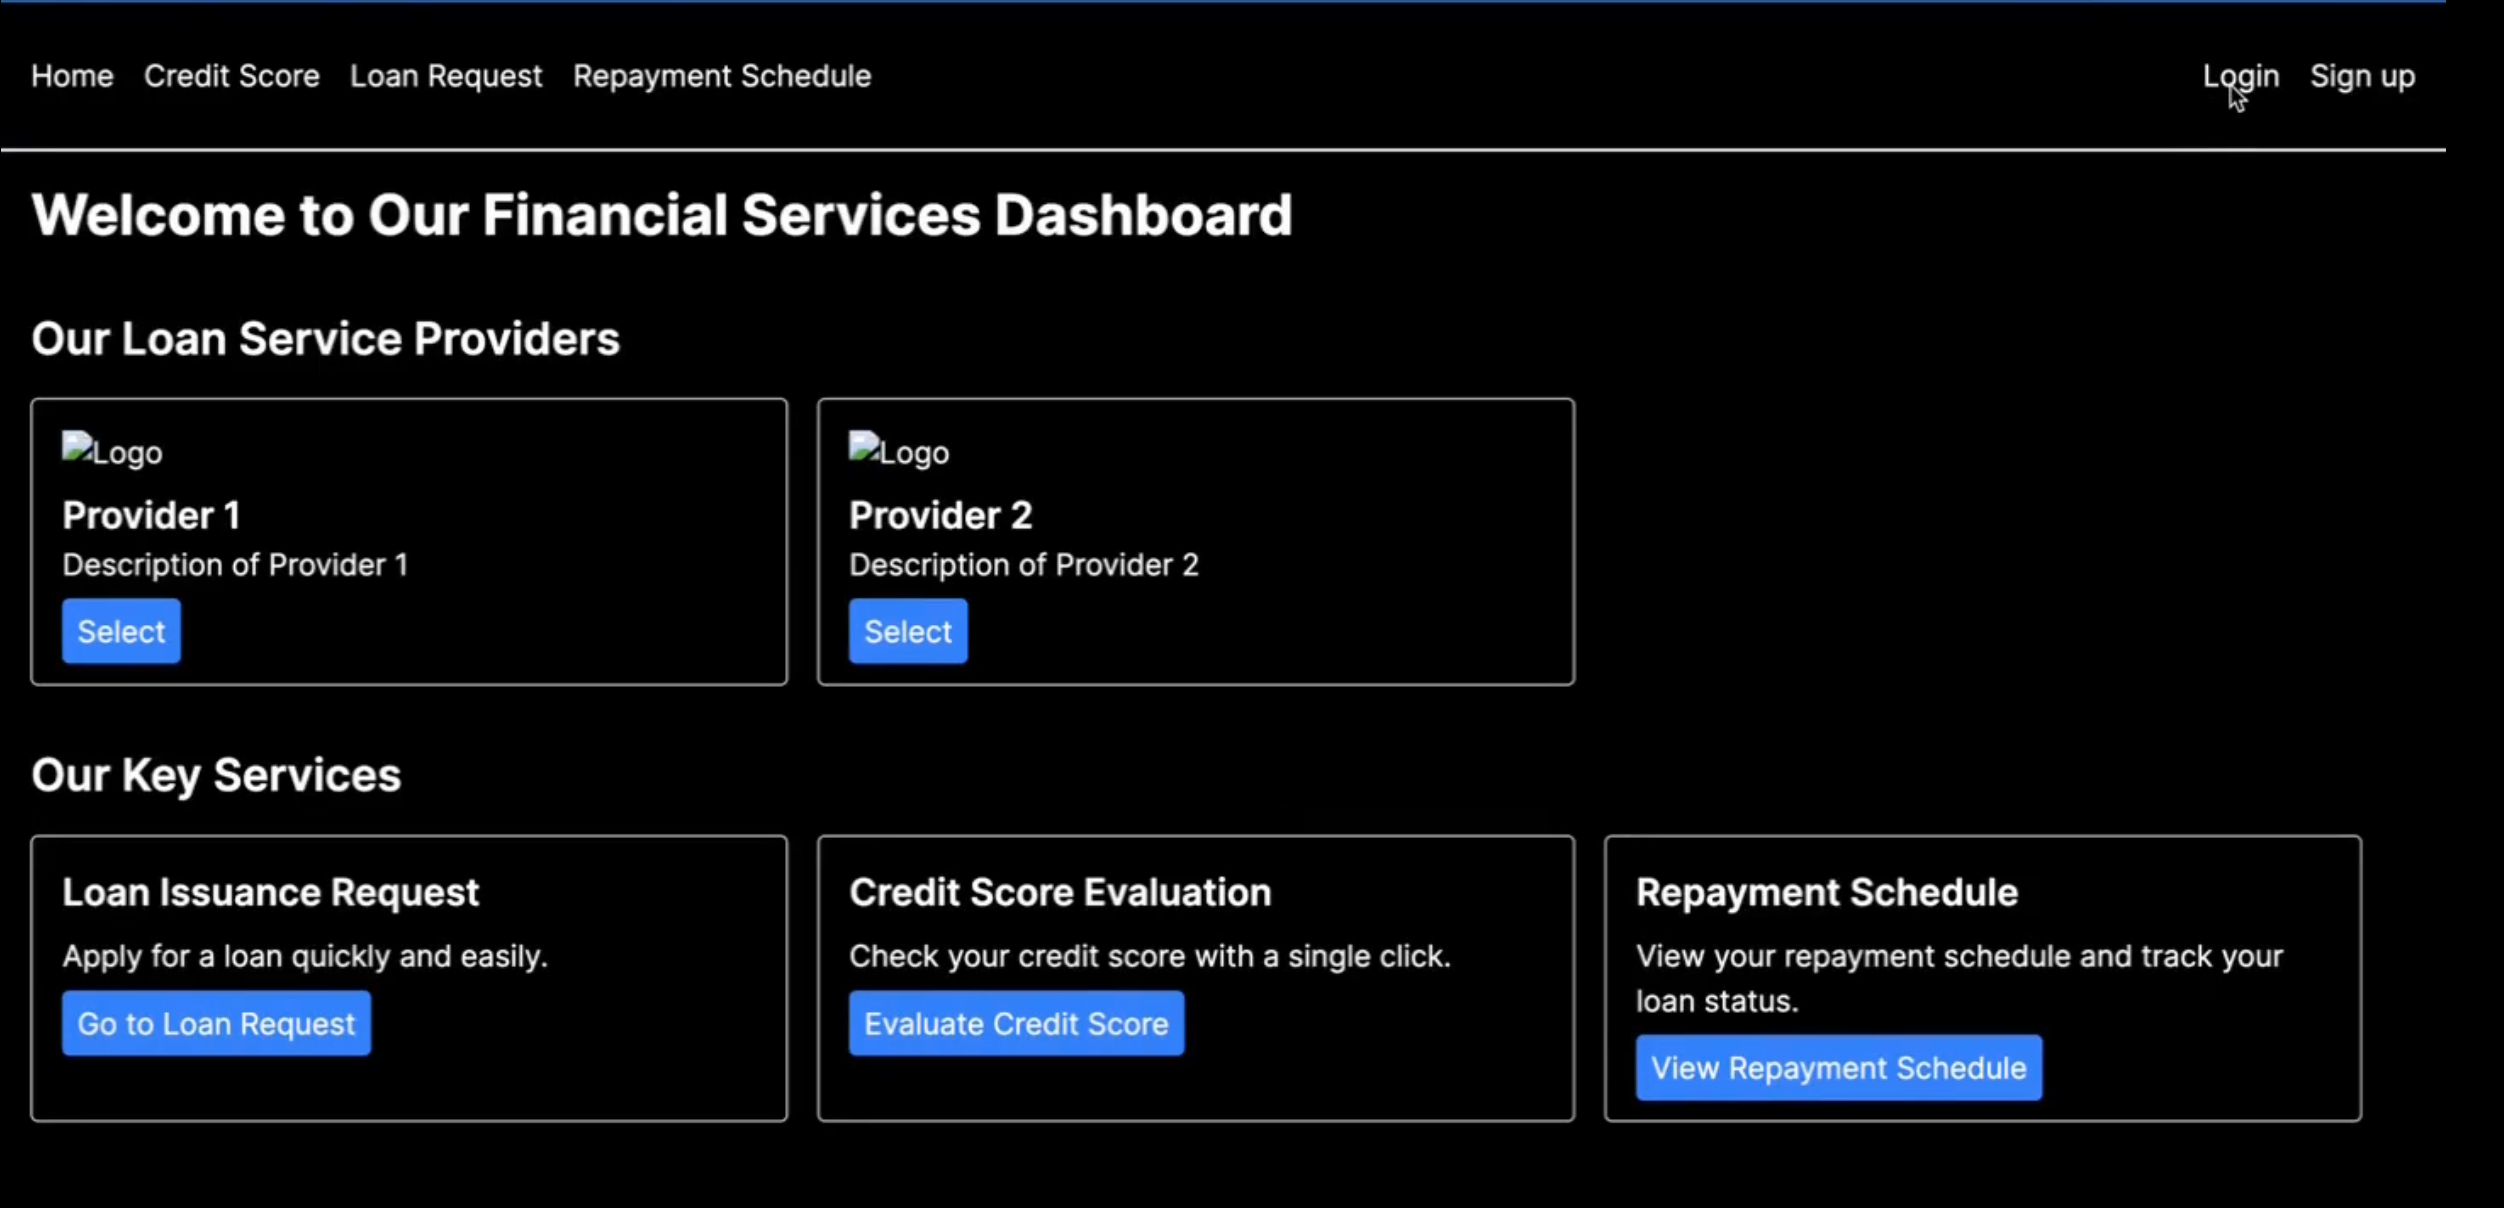 Home Credit Score Loan Request Repayment Schedule Login Sign up
Welcome to Our Financial Services Dashboard
Our Loan Service Providers
Logo
Provider 1
Description of Provider 1
Select
Logo
Provider 2
Description of Provider 2
Select
Our Key Services
Loan Issuance Request
Apply for a loan quickly and easily.
Go to Loan Request
Credit Score Evaluation
Check your credit score with a single click.
Evaluate Credit Score
Repayment Schedule
View your repayment schedule and track your
loan status.
View Repayment Schedule